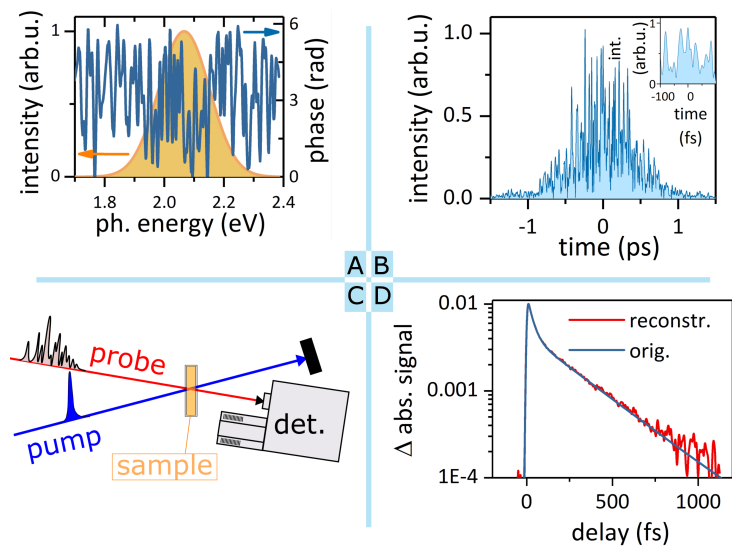 intensity (arb.u.)
1
0
6
3
0
phase (rad)
1.8
2.0
2.2
2.4
ph. energy (eV)
intensity (arb.u.)
1.0
0.5
0.0
-1
0
1
time (ps)
int.
(arb.u.)
1
0
-100
0
time
(fs)
A
B
C
D
probe
pump
sample
det.
Δ abs. signal
0.01
0.001
1E-4
reconstr.
orig.
0
500
1000
delay (fs)